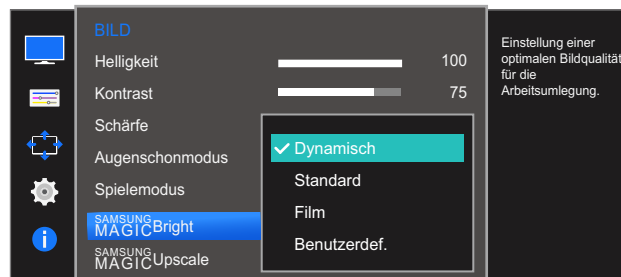 BILD
Helligkeit 100
Kontrast 75
Schärfe
Augenschonmodus
Spielemodus
SAMSUNG
MAGICBright
SAMSUNG
MAGICUpscale
Dynamisch
Standard
Film
Benutzerdef.
Einstellung einer
optimalen Bildqualität
für die
Arbeitsumlegung.